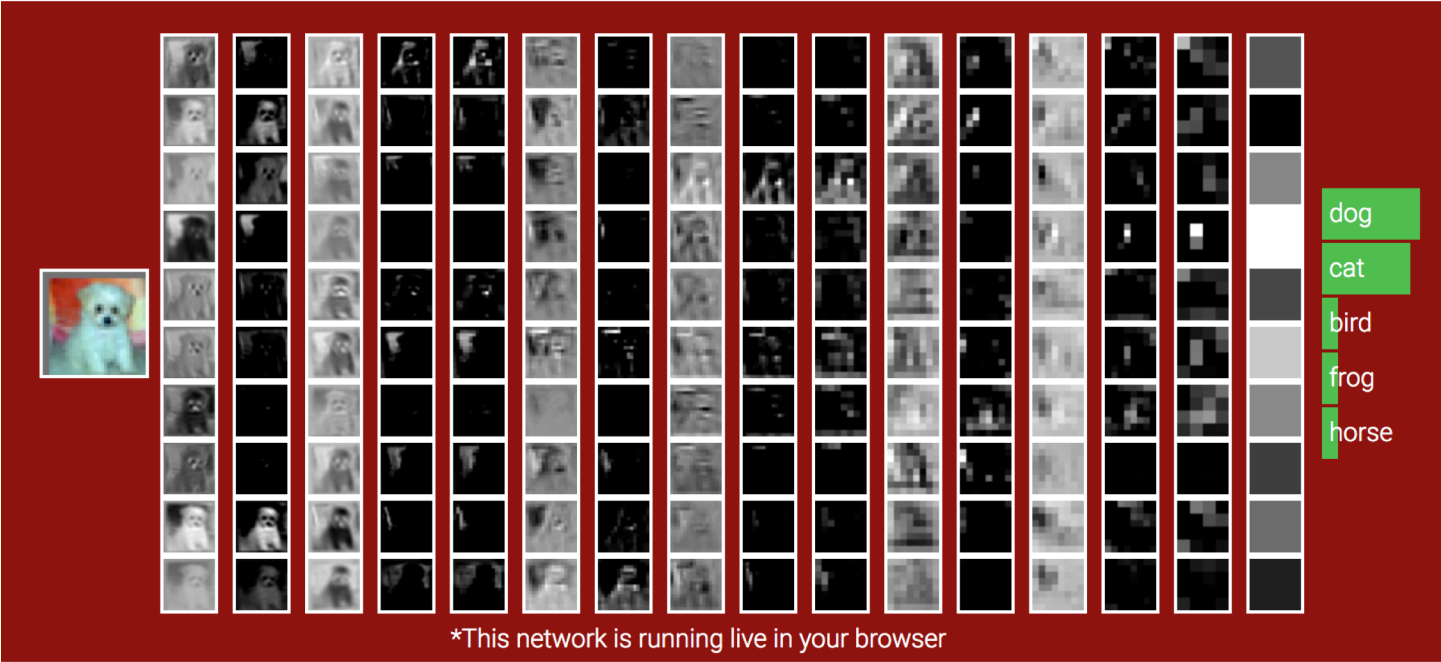 dog
cat
bird
frog
horse
*This network is running live in your browser